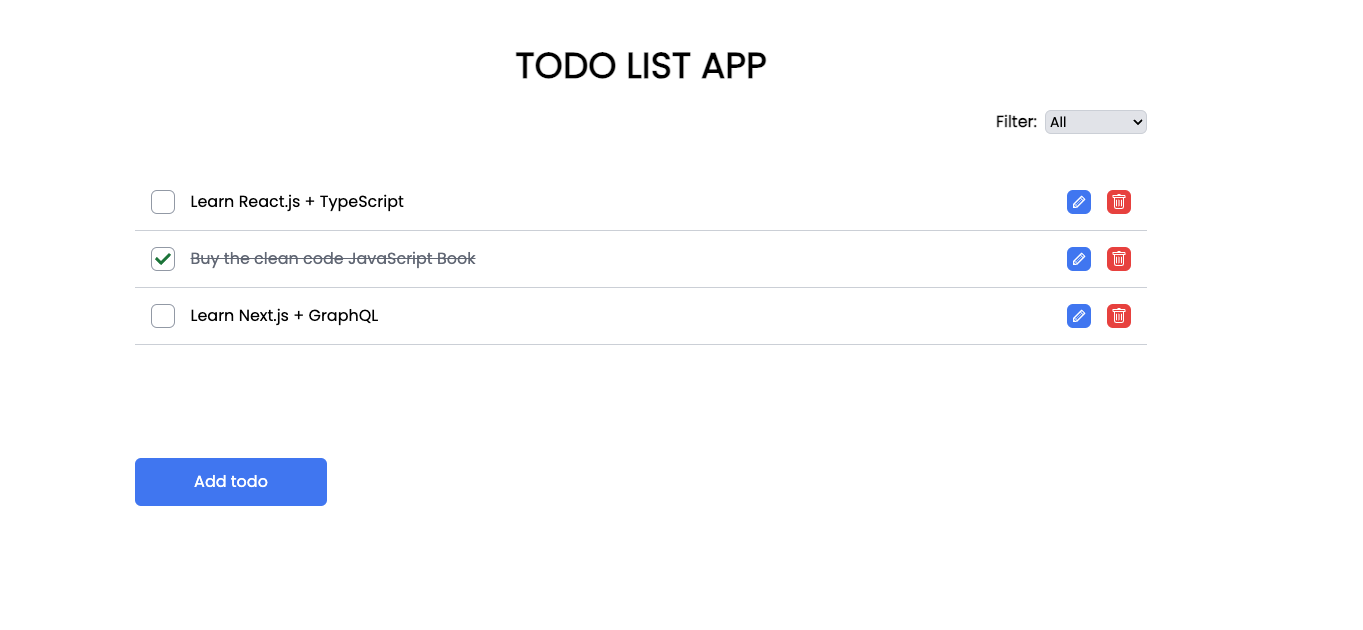 TODO LIST APP
Filter: All
Learn React.js + TypeScript
Buy the clean code JavaScript Book
Learn Next.js + GraphQL
Add todo